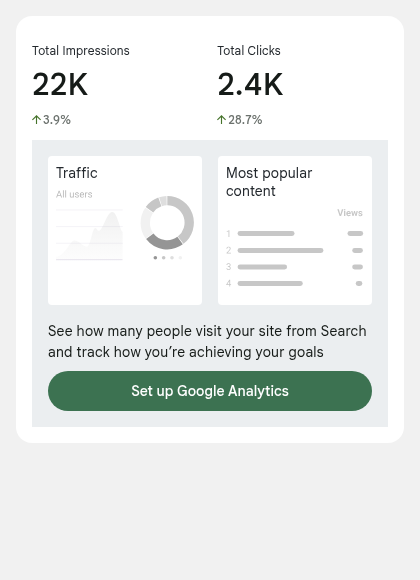 Total Impressions
Total Clicks
22K
2.4K
↑3.9%
↑28.7%
Traffic
All users
Most popular
content
Views
1
2
3
4
See how many people visit your site from Search
and track how you’re achieving your goals
Set up Google Analytics